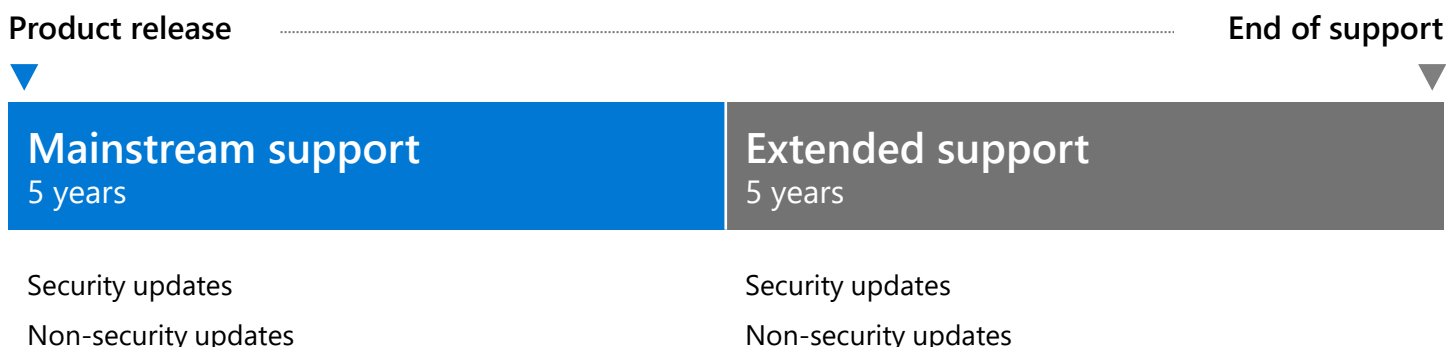 Product release
End of support
Mainstream support
5 years
Extended support
5 years
Security updates
Non-security updates
Security updates
Non-security updates